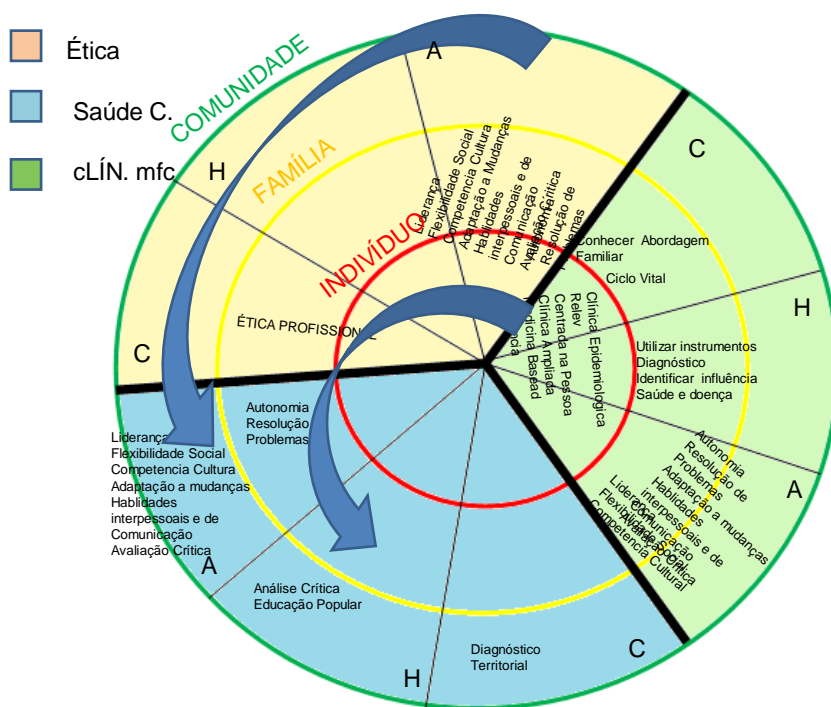 Ética
Saúde C.
cLÍN. mfc
COMUNIDADE
FAMÍLIA
INDIVÍDUO
A
H
C
Liderança
Flexibilidade Social
Competencia Cultura
Adaptação a Mudanças
Hablidades
interpessoais e de
Comunicação
Avaliação Crítica
Resolução de
Problemas
ÉTICA PROFISSIONAL
C
H
A
Conhecer Abordagem
Familiar
Ciclo Vital
Clínica Epidemiologica
Relev
Centrada na Pessoa
Clínica Ampliada
Medicina Basead
Utilizar instrumentos
Diagnóstico
Identificar influência
Saúde e doença
Autonomia
Resolução de
Problemas
Adaptação a mudanças
Hablidades
interpessoais e de
Comunicação
Liderança
Flexibilidade Social
Avaliação Crítica
Competencia Cultural
Autonomia
Resolução
Problemas
Liderança
Flexibilidade Social
Competencia Cultura
Adaptação a mudanças
Hablidades
interpessoais e de
Comunicação
Avaliação Crítica
A
Análise Crítica
Educação Popular
H
Diagnóstico
Territorial
C